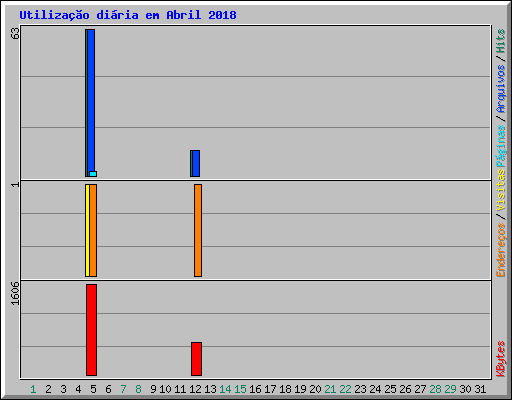 Utilização diária em Abril 2018
63
1
1606
Endereços / Visitas Páginas / Arquivos / Hits
KBytes
1 2 3 4 5 6 7 8 9 10 11 12 13 14 15 16 17 18 19 20 21 22 23 24 25 26 27 28 29 30 31